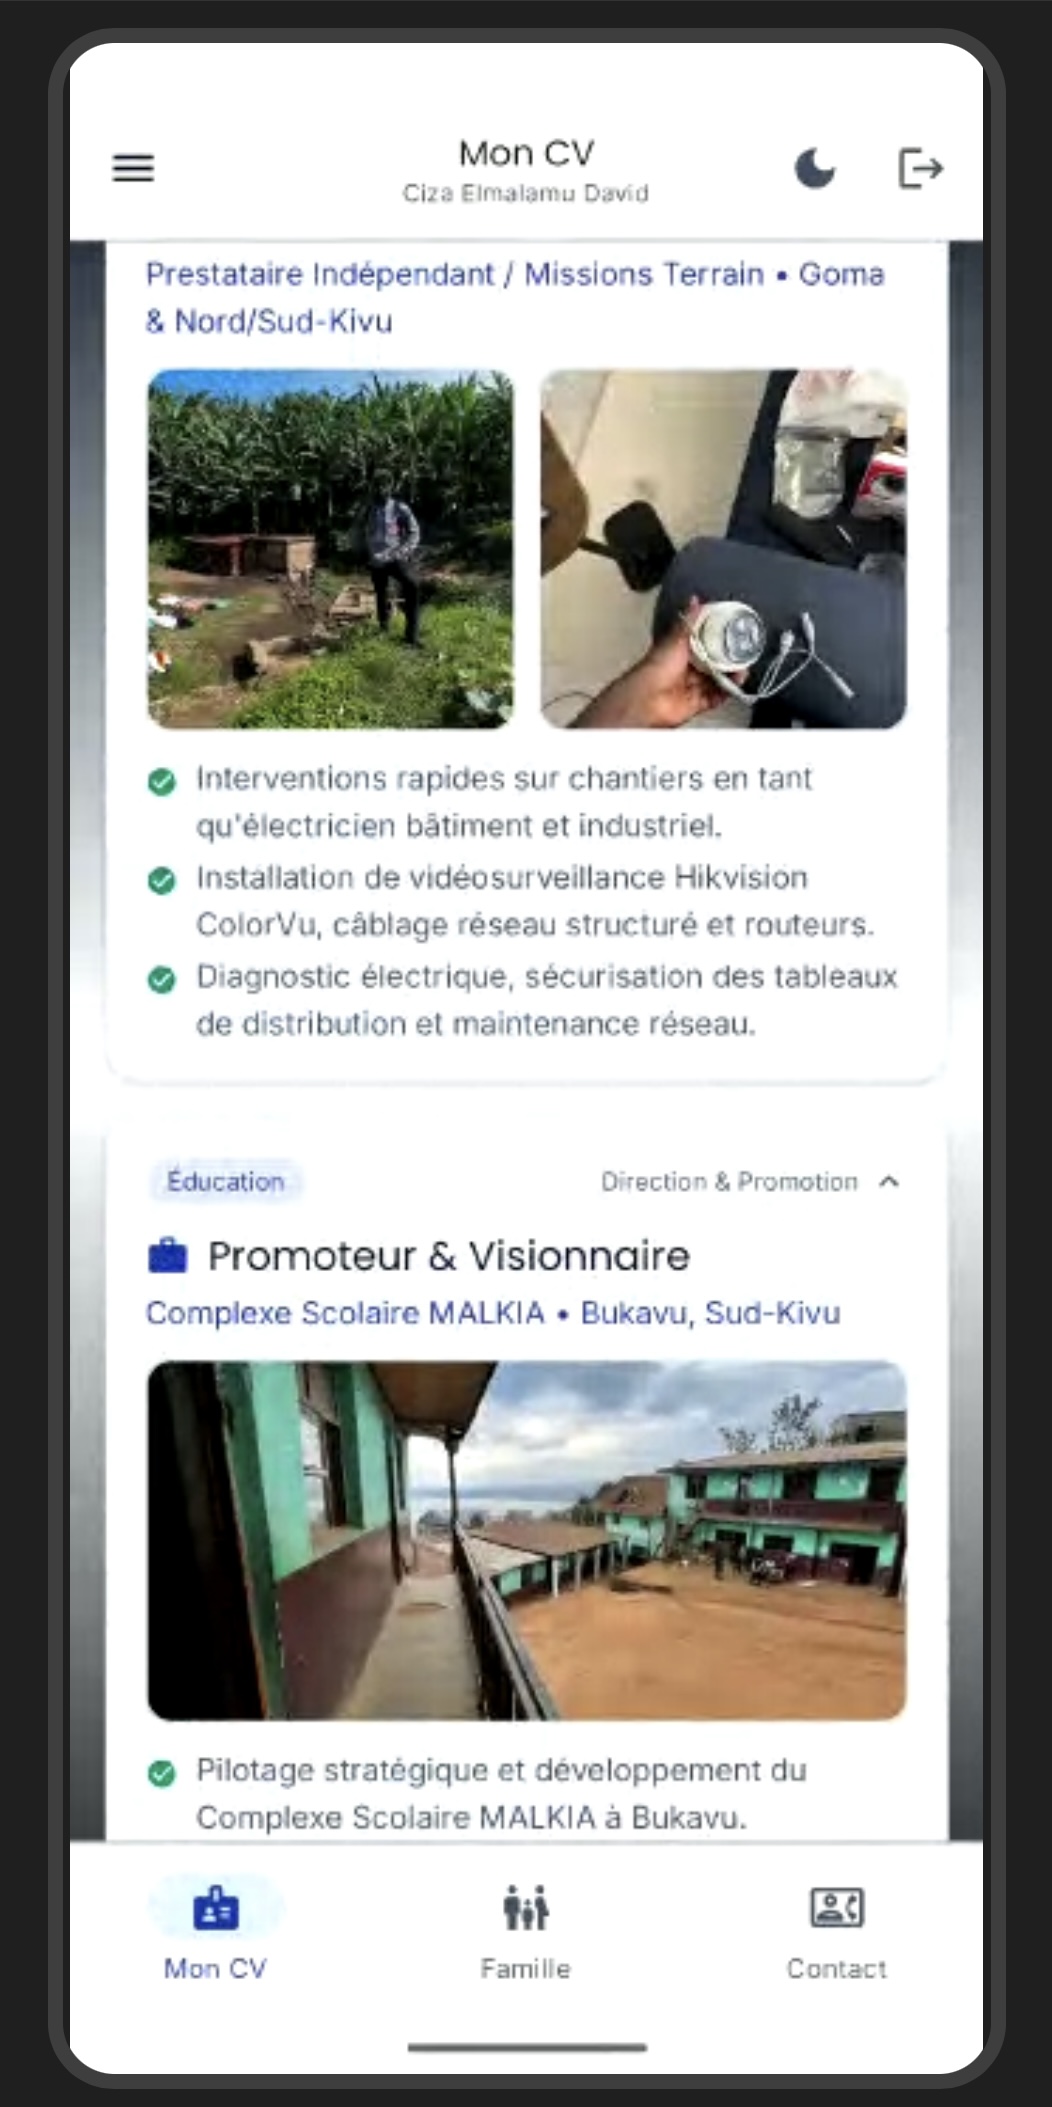 Mon CV
Ciza Elmalamu David
Prestataire Indépendant / Missions Terrain • Goma
& Nord/Sud-Kivu
Interventions rapides sur chantiers en tant
qu'électricien bâtiment et industriel.
Installation de vidéosurveillance Hikvision
ColorVu, câblage réseau structuré et routeurs.
Diagnostic électrique, sécurisation des tableaux
de distribution et maintenance réseau.
Éducation
Direction & Promotion
Promoteur & Visionnaire
Complexe Scolaire MALKIA • Bukavu, Sud-Kivu
Pilotage stratégique et développement du
Complexe Scolaire MALKIA à Bukavu.
Mon CV
Famille
Contact